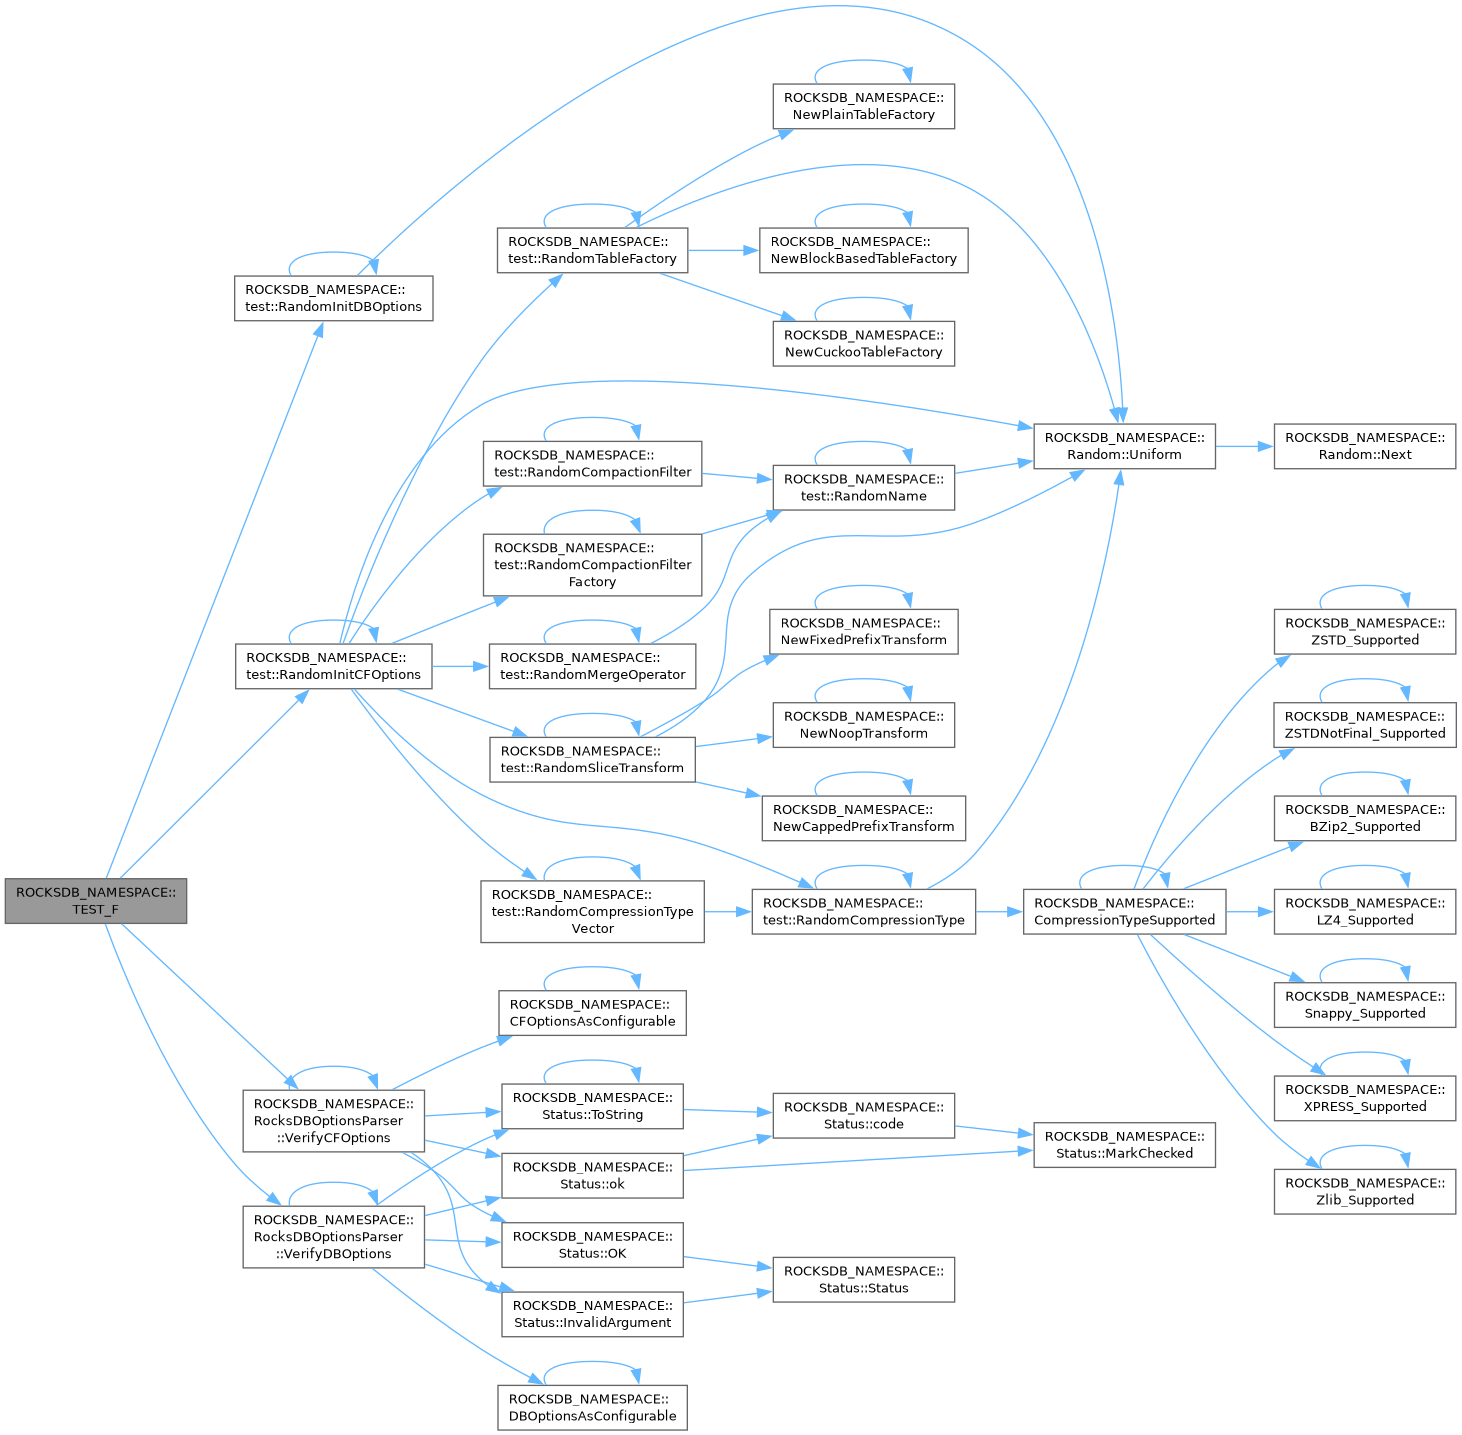 ROCKSDB_NAMESPACE::
TEST_F
ROCKSDB_NAMESPACE::
test::RandomInitDBOptions
ROCKSDB_NAMESPACE::
test::RandomInitCFOptions
ROCKSDB_NAMESPACE::
RocksDBOptionsParser
::VerifyCFOptions
ROCKSDB_NAMESPACE::
RocksDBOptionsParser
::VerifyDBOptions
ROCKSDB_NAMESPACE::
test::RandomTableFactory
ROCKSDB_NAMESPACE::
test::RandomCompactionFilter
ROCKSDB_NAMESPACE::
test::RandomCompactionFilter
Factory
ROCKSDB_NAMESPACE::
test::RandomMergeOperator
ROCKSDB_NAMESPACE::
test::RandomSliceTransform
ROCKSDB_NAMESPACE::
test::RandomCompressionType
Vector
ROCKSDB_NAMESPACE::
CFOptionsAsConfigurable
ROCKSDB_NAMESPACE::
Status::ToString
ROCKSDB_NAMESPACE::
Status::ok
ROCKSDB_NAMESPACE::
Status::OK
ROCKSDB_NAMESPACE::
Status::InvalidArgument
ROCKSDB_NAMESPACE::
DBOptionsAsConfigurable
ROCKSDB_NAMESPACE::
NewPlainTableFactory
ROCKSDB_NAMESPACE::
NewBlockBasedTableFactory
ROCKSDB_NAMESPACE::
NewCuckooTableFactory
ROCKSDB_NAMESPACE::
test::RandomName
ROCKSDB_NAMESPACE::
NewFixedPrefixTransform
ROCKSDB_NAMESPACE::
NewNoopTransform
ROCKSDB_NAMESPACE::
NewCappedPrefixTransform
ROCKSDB_NAMESPACE::
test::RandomCompressionType
ROCKSDB_NAMESPACE::
Status::code
ROCKSDB_NAMESPACE::
Status::Status
ROCKSDB_NAMESPACE::
Random::Uniform
ROCKSDB_NAMESPACE::
CompressionTypeSupported
ROCKSDB_NAMESPACE::
Status::MarkChecked
ROCKSDB_NAMESPACE::
Random::Next
ROCKSDB_NAMESPACE::
ZSTD_Supported
ROCKSDB_NAMESPACE::
ZSTDNotFinal_Supported
ROCKSDB_NAMESPACE::
BZip2_Supported
ROCKSDB_NAMESPACE::
LZ4_Supported
ROCKSDB_NAMESPACE::
Snappy_Supported
ROCKSDB_NAMESPACE::
XPRESS_Supported
ROCKSDB_NAMESPACE::
Zlib_Supported